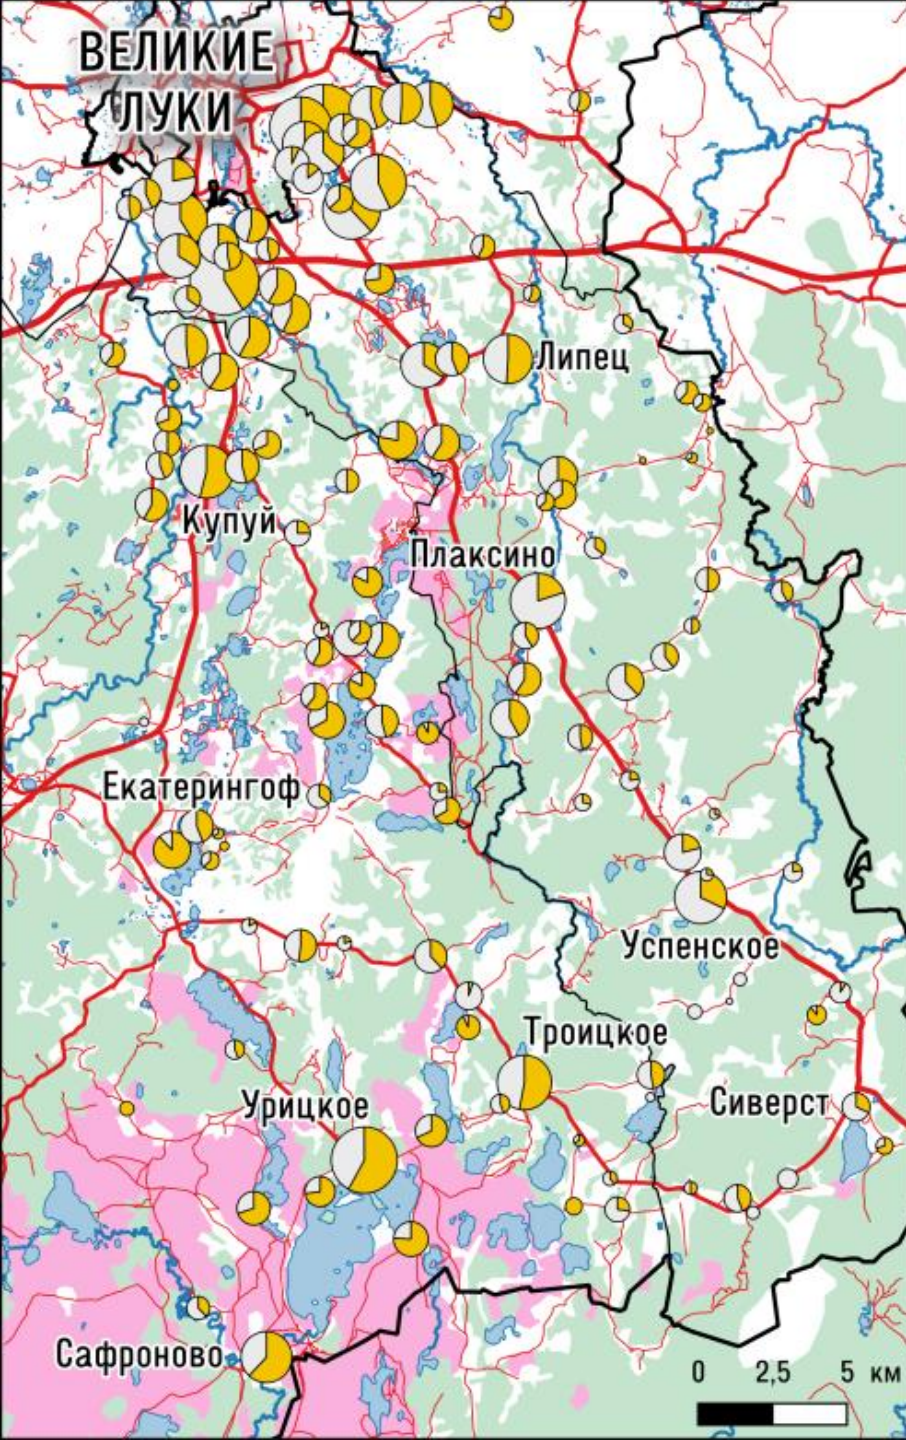 ВЕЛИКИЕ
ЛУКИ
Липец
Купуй
Плаксино
Екатерингоф
Успенское
Троицкое
Урицкое
Сиверст
Сафроново
0 2,5 5 км